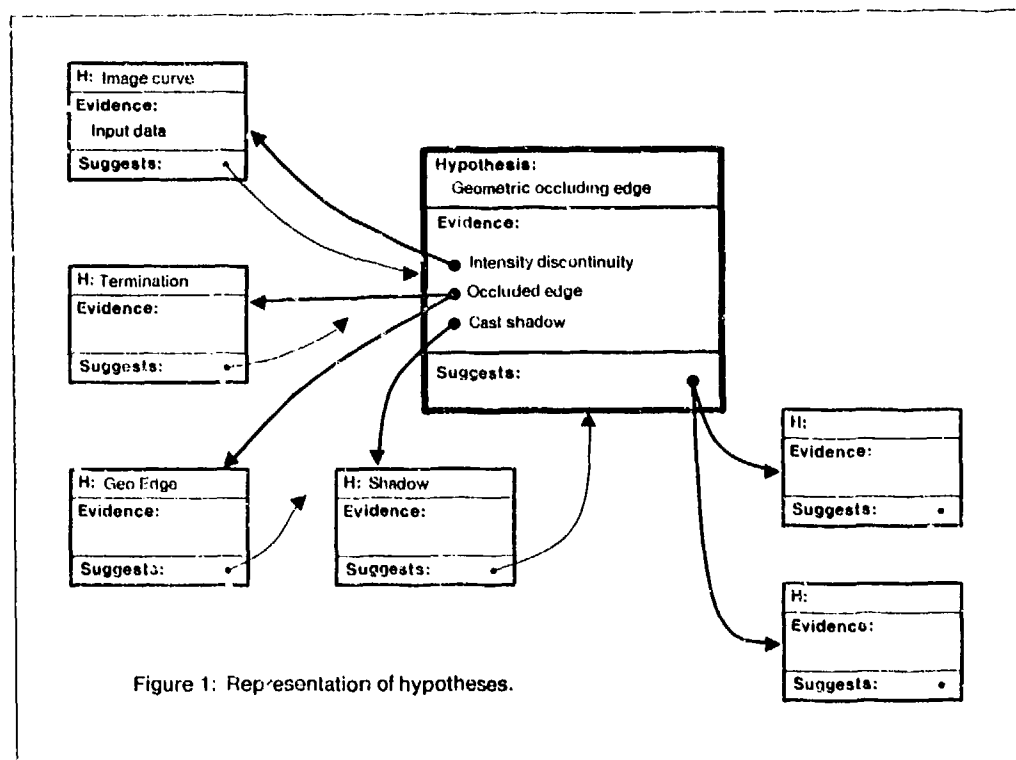 H: Image curve
Evidence:
Input data
Suggests:
Hypothesis:
Geometric occluding edge
Evidence:
Intensity discontinuity
Occluded edge
Cast shadow
Suggests:
H: Termination
Evidence:
Suggests:
H: Geo Edge
Evidence:
Suggests:
H: Shadow
Evidence:
Suggests:
H:
Evidence:
Suggests:
H:
Evidence:
Suggests:
Figure 1: Representation of hypotheses.